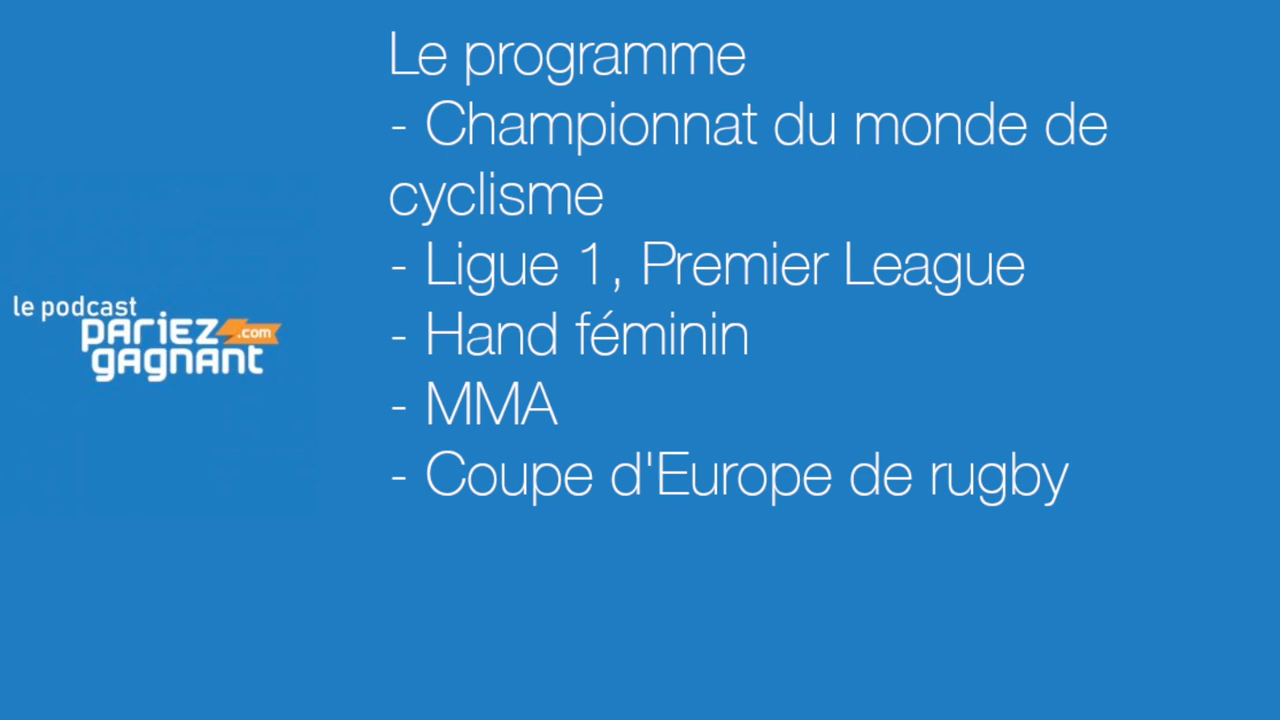 Le programme
- Championnat du monde de
cyclisme
- Ligue 1, Premier League
- Hand féminin
- MMA
- Coupe d'Europe de rugby
le podcast
pariez
.com
gagnant